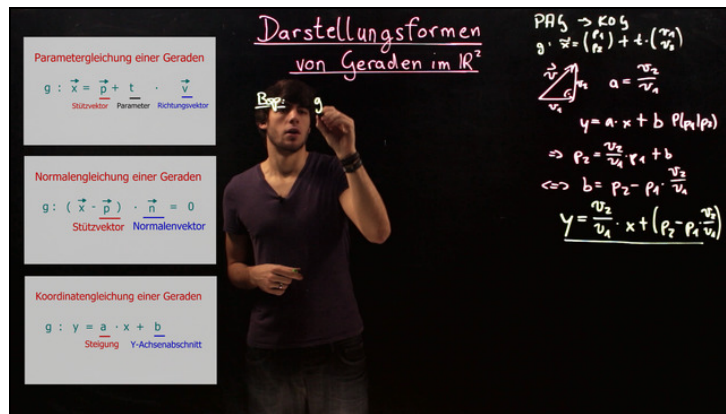 Darstellungsformen
von Geraden im ℝ²
Parametergleichung einer Geraden
g : x⃗ = p⃗ + t · v⃗
Stützvektor Parameter Richtungsvektor
Normalengleichung einer Geraden
g : ( x⃗ - p⃗ ) · n⃗ = 0
Stützvektor Normalenvektor
Koordinatengleichung einer Geraden
g : y = a · x + b
Steigung Y-Achsenabschnitt
Bsp: g
PAG → KOG
g: x⃗ = (p₁ p₂) + t · (v₁ v₂)
v⃗ v₂ a = v₂/v₁
v₁
y = a · x + b P(p₁|p₂)
⇒ p₂ = v₂/v₁ · p₁ + b
⇔ b = p₂ - p₁ · v₂/v₁
y = v₂/v₁ · x + (p₂ - p₁ · v₂/v₁)